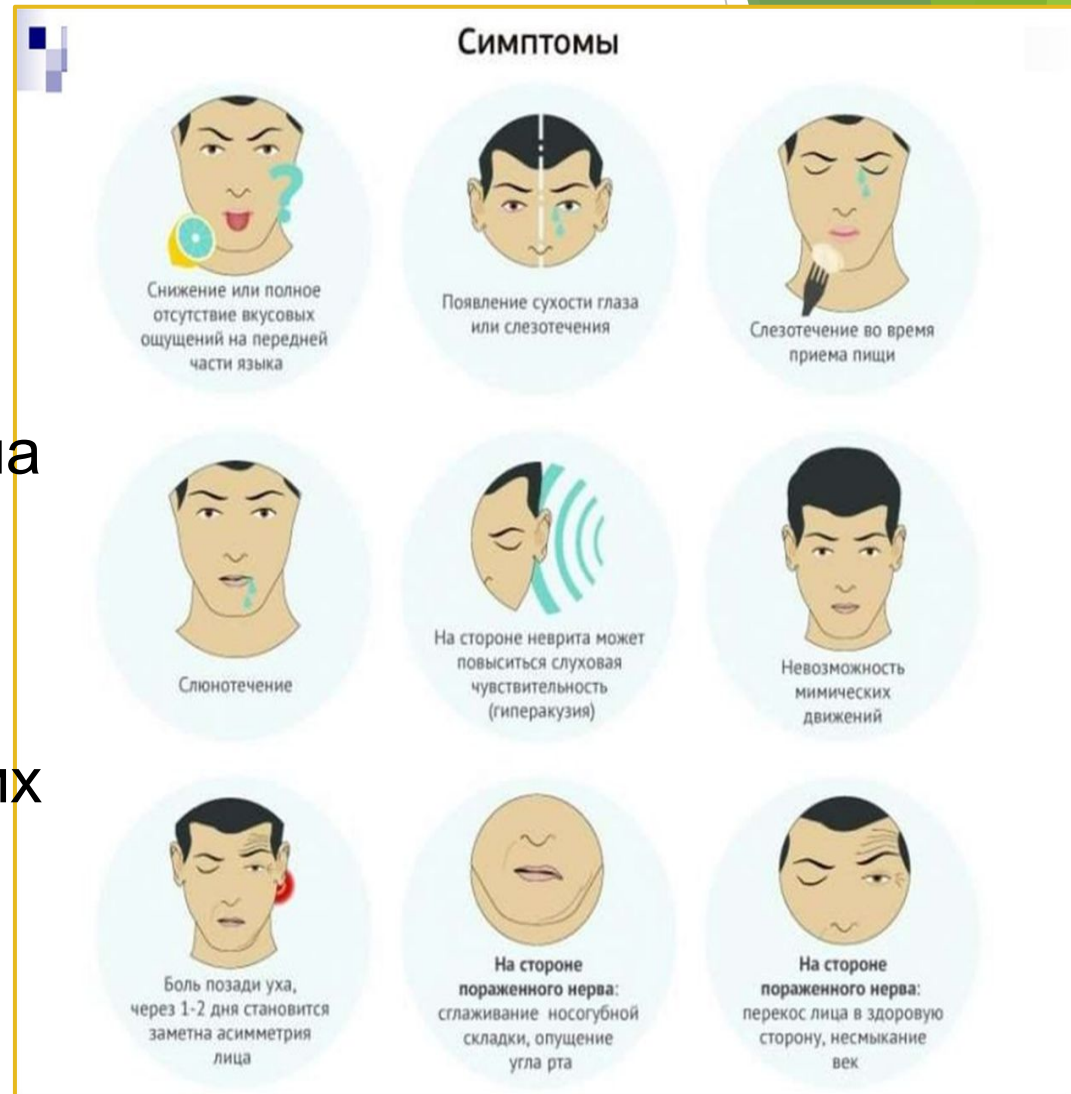 Симптомы
Снижение или полное
отсутствие вкусовых
ощущений на передней
части языка
Появление сухости глаза
или слезотечения
Слезотечение во время
приема пищи
Слюнотечение
На стороне неврита может
повыситься слуховая
чувствительность
(гиперакузия)
Невозможность
мимических
движений
Боль позади уха,
через 1-2 дня становится
заметна асимметрия
лица
На стороне
пораженного нерва:
сглаживание носогубной
складки, опущение
угла рта
На стороне
пораженного нерва:
перекос лица в здоровую
сторону, несмыкание
век
их